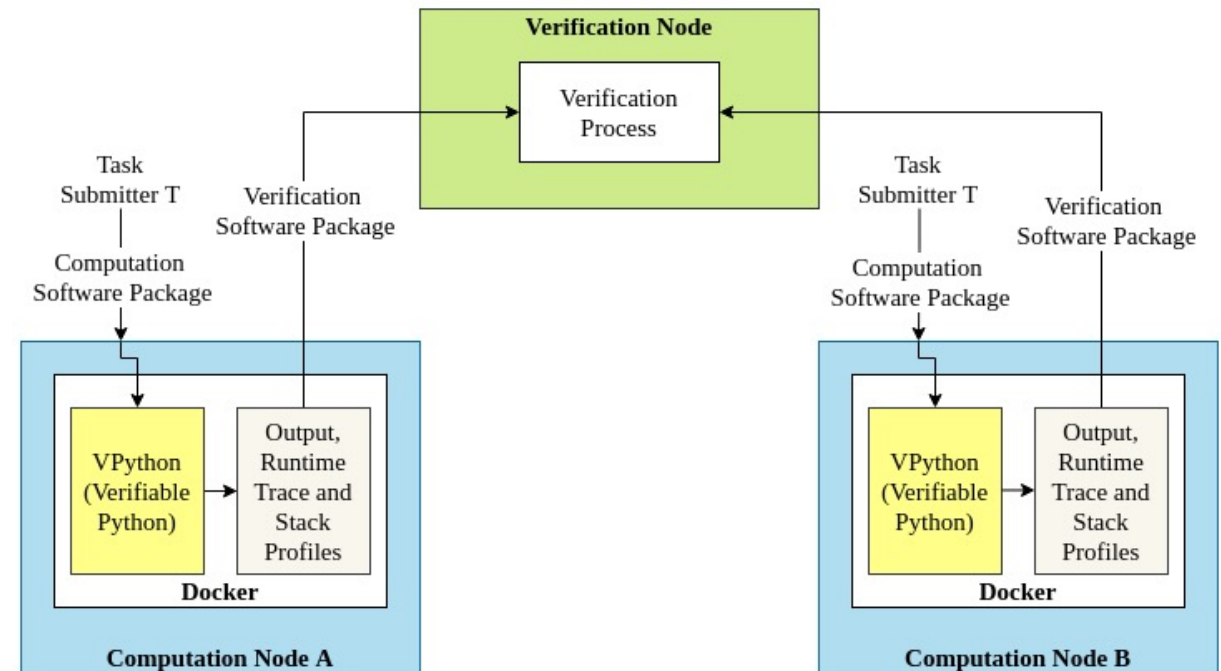 Verification Node
Verification
Process
Task
Submitter T
Verification
Software Package
Computation
Software Package
VPython
(Verifiable
Python)
Output,
Runtime
Trace and
Stack
Profiles
Docker
Computation Node A
Task
Submitter T
Verification
Software Package
Computation
Software Package
VPython
(Verifiable
Python)
Output,
Runtime
Trace and
Stack
Profiles
Docker
Computation Node B